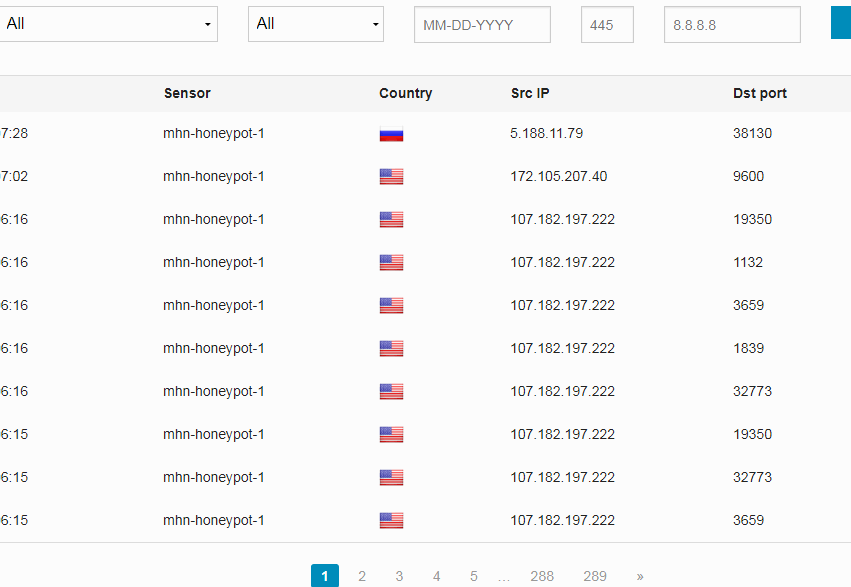 All All MM-DD-YYYY 445 8.8.8.8
Sensor Country Src IP Dst port
7:28 mhn-honeypot-1 5.188.11.79 38130
7:02 mhn-honeypot-1 172.105.207.40 9600
6:16 mhn-honeypot-1 107.182.197.222 19350
6:16 mhn-honeypot-1 107.182.197.222 1132
6:16 mhn-honeypot-1 107.182.197.222 3659
6:16 mhn-honeypot-1 107.182.197.222 1839
6:16 mhn-honeypot-1 107.182.197.222 32773
6:15 mhn-honeypot-1 107.182.197.222 19350
6:15 mhn-honeypot-1 107.182.197.222 32773
6:15 mhn-honeypot-1 107.182.197.222 3659
1 2 3 4 5 ... 288 289 »